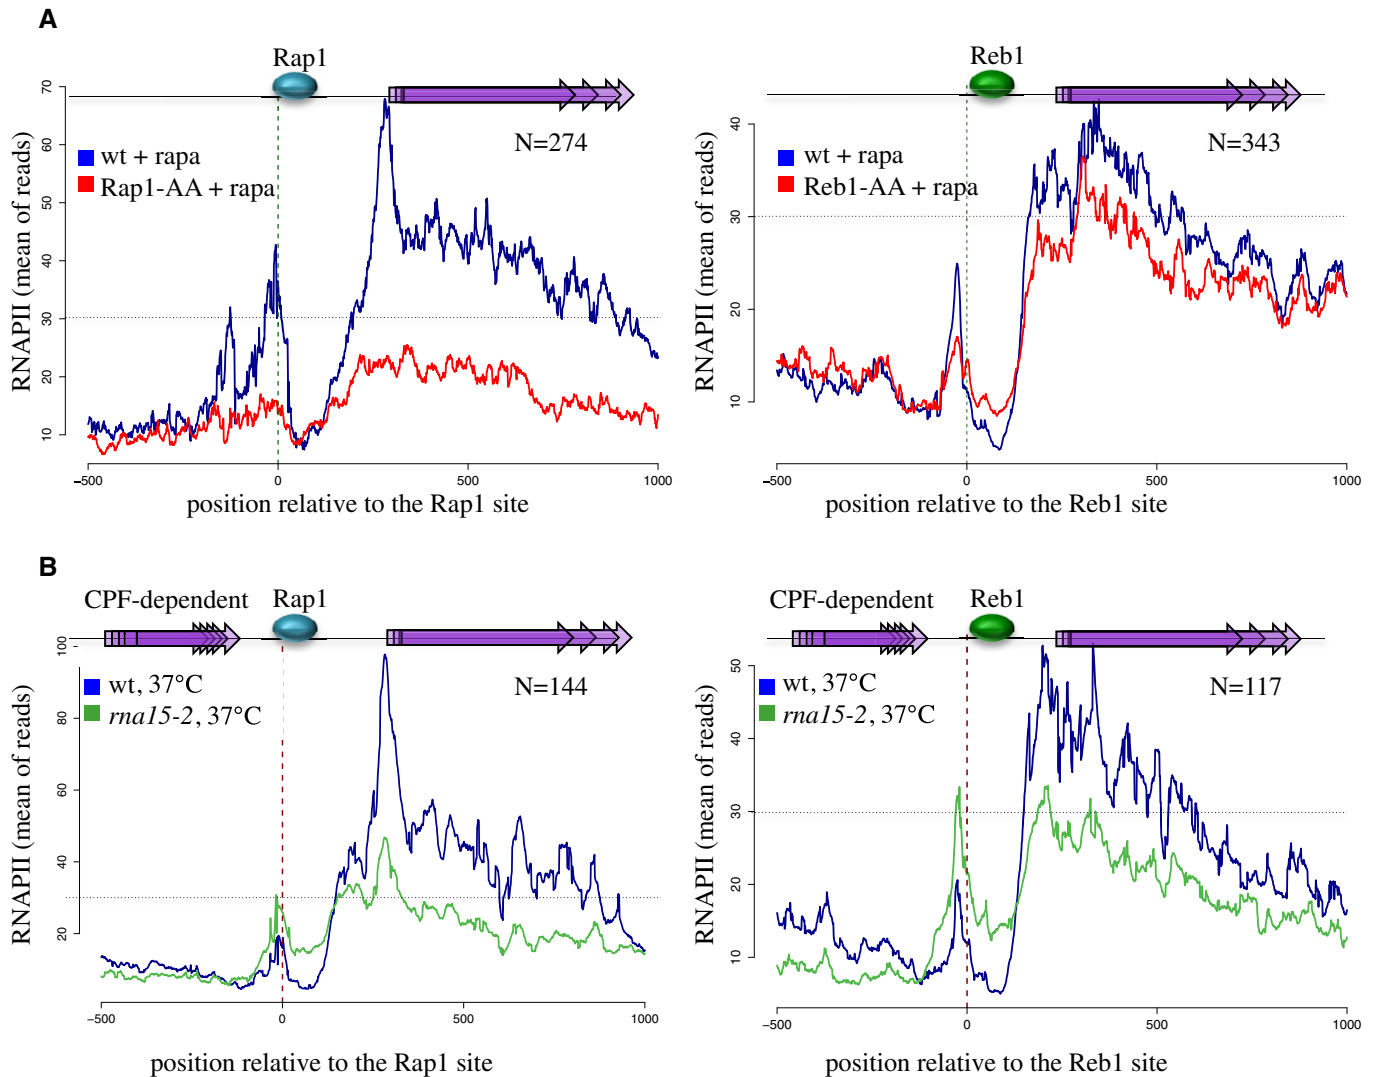 A
Rap1
Reb1
N=274
N=343
wt + rapa
Rap1-AA + rapa
wt + rapa
Reb1-AA + rapa
RNAPII (mean of reads)
70
60
50
40
30
20
10
RNAPII (mean of reads)
40
30
20
10
−500
0
500
1000
−500
0
500
1000
position relative to the Rap1 site
position relative to the Reb1 site
B
CPF-dependent
Rap1
CPF-dependent
Reb1
N=144
N=117
wt, 37°C
rna15-2, 37°C
wt, 37°C
rna15-2, 37°C
RNAPII (mean of reads)
100
80
60
40
20
RNAPII (mean of reads)
50
40
30
20
10
−500
0
500
1000
−500
0
500
1000
position relative to the Rap1 site
position relative to the Reb1 site